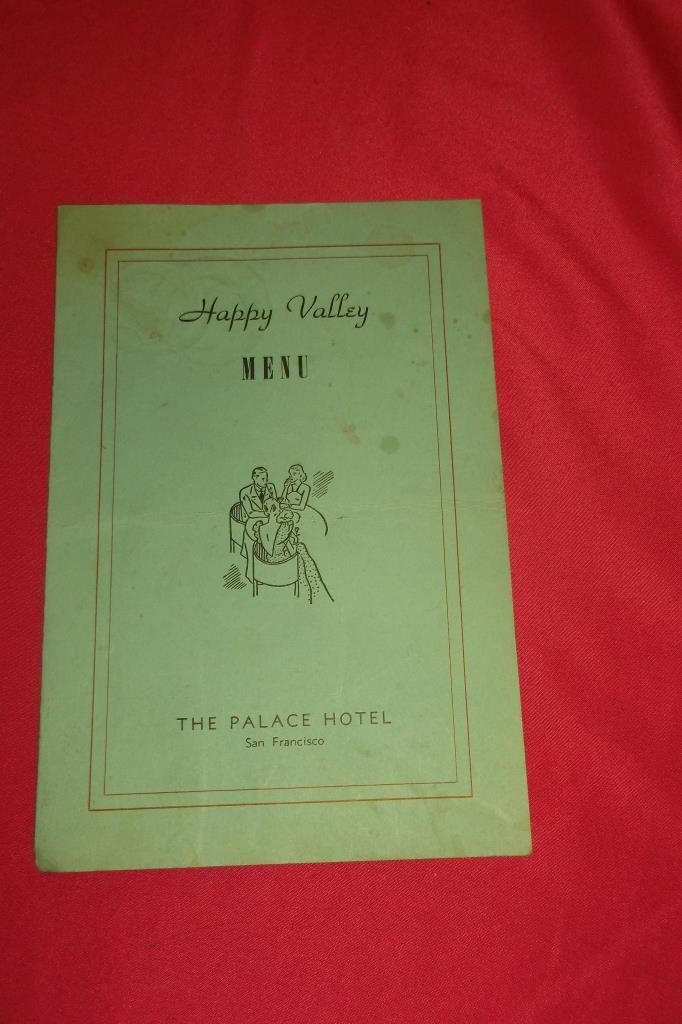 Happy Valley
MENU
THE PALACE HOTEL
San Francisco